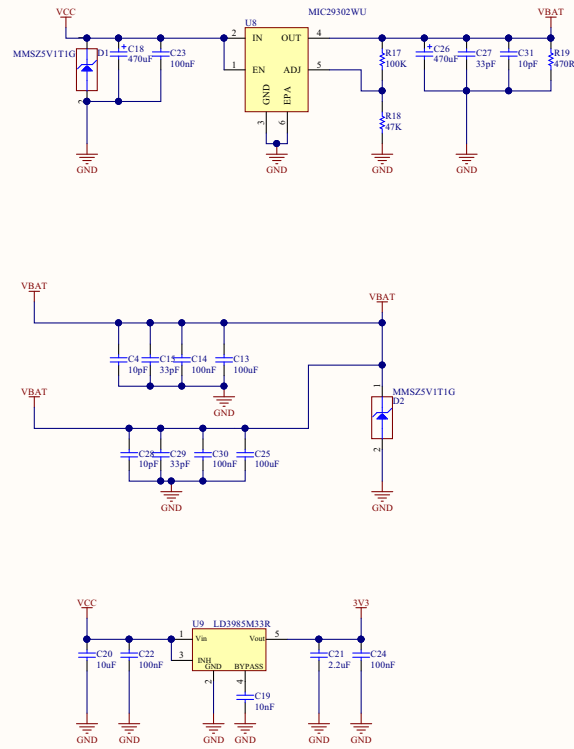 VCC
MIC29302WU
VBAT
U8
MMSZ5V1T1G
D1
C18
470uF
C23
100nF
2
IN
OUT
4
1
EN
ADJ
5
GND
EPA
3
6
R17
100K
R18
47K
C26
470uF
C27
33pF
C31
10pF
R19
470R
2
GND
GND
GND
GND
VBAT
VBAT
C4
10pF
C15
33pF
C14
100nF
C13
100uF
GND
VBAT
1
MMSZ5V1T1G
D2
2
C28
10pF
C29
33pF
C30
100nF
C25
100uF
GND
GND
VCC
3V3
U9
LD3985M33R
1
Vin
Vout
5
3
INH
GND
BYPASS
2
4
C20
10uF
C22
100nF
C19
10nF
C21
2.2uF
C24
100nF
GND
GND
GND
GND
GND
GND